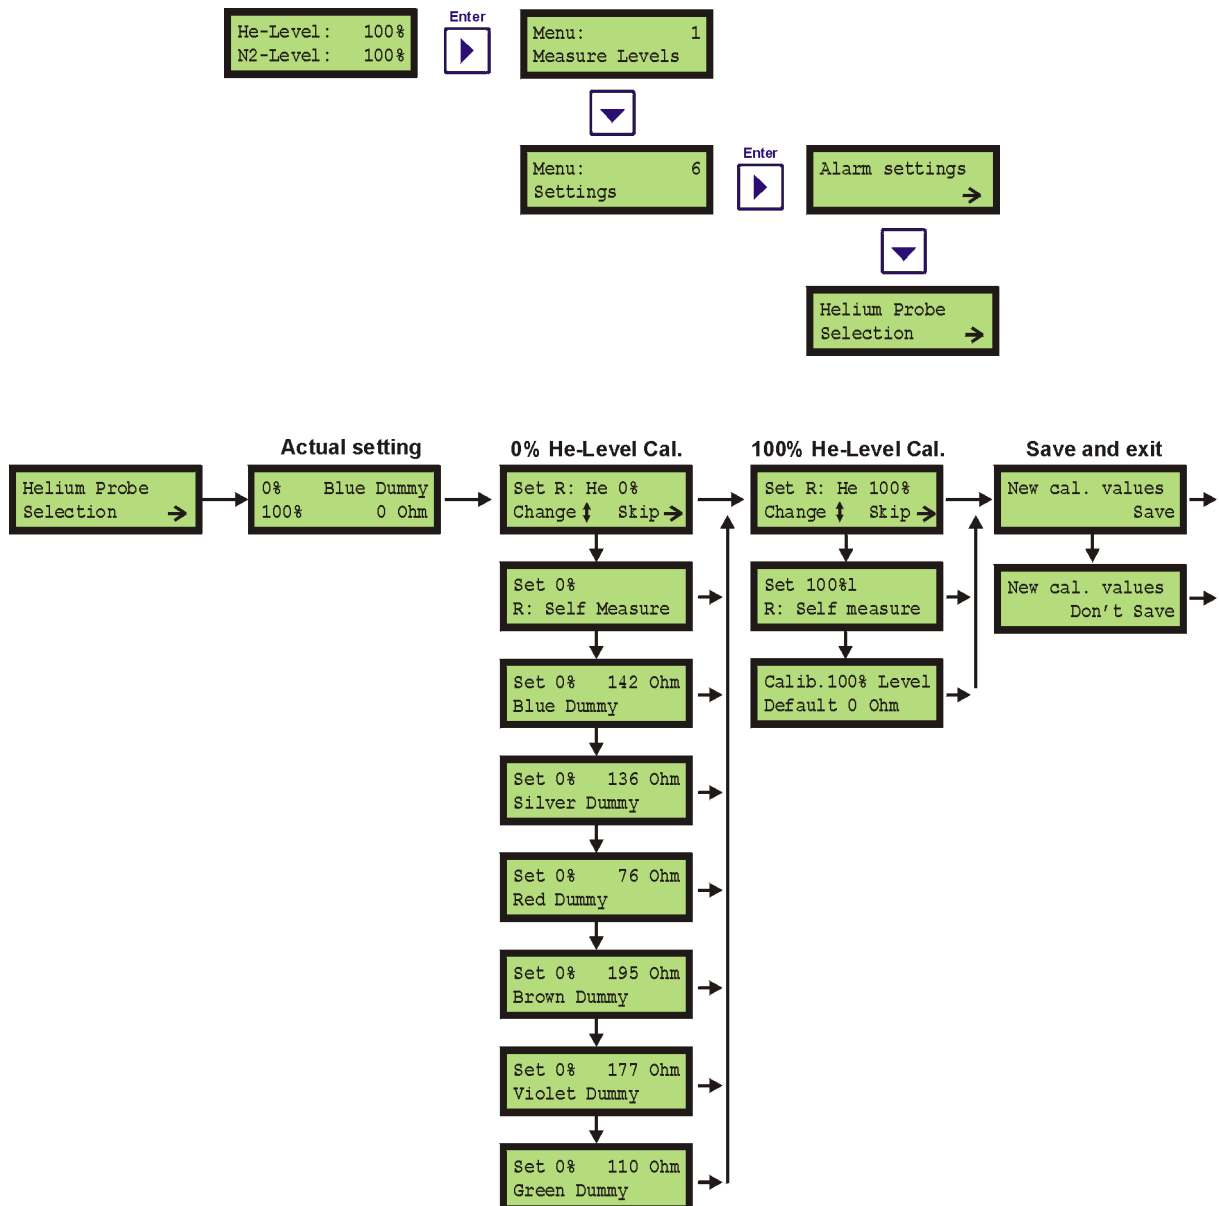 He-Level: 100%
N2-Level: 100%
Enter
Menu: 1
Measure Levels
Menu: 6
Settings
Enter
Alarm settings
Helium Probe
Selection
Actual setting
0% He-Level Cal.
100% He-Level Cal.
Save and exit
Helium Probe
Selection
0% Blue Dummy
100% 0 Ohm
Set R: He 0%
Change Skip
Set R: He 100%
Change Skip
New cal. values
Save
Set 0%
R: Self Measure
Set 100%l
R: Self measure
New cal. values
Don't Save
Set 0% 142 Ohm
Blue Dummy
Calib.100% Level
Default 0 Ohm
Set 0% 136 Ohm
Silver Dummy
Set 0% 76 Ohm
Red Dummy
Set 0% 195 Ohm
Brown Dummy
Set 0% 177 Ohm
Violet Dummy
Set 0% 110 Ohm
Green Dummy